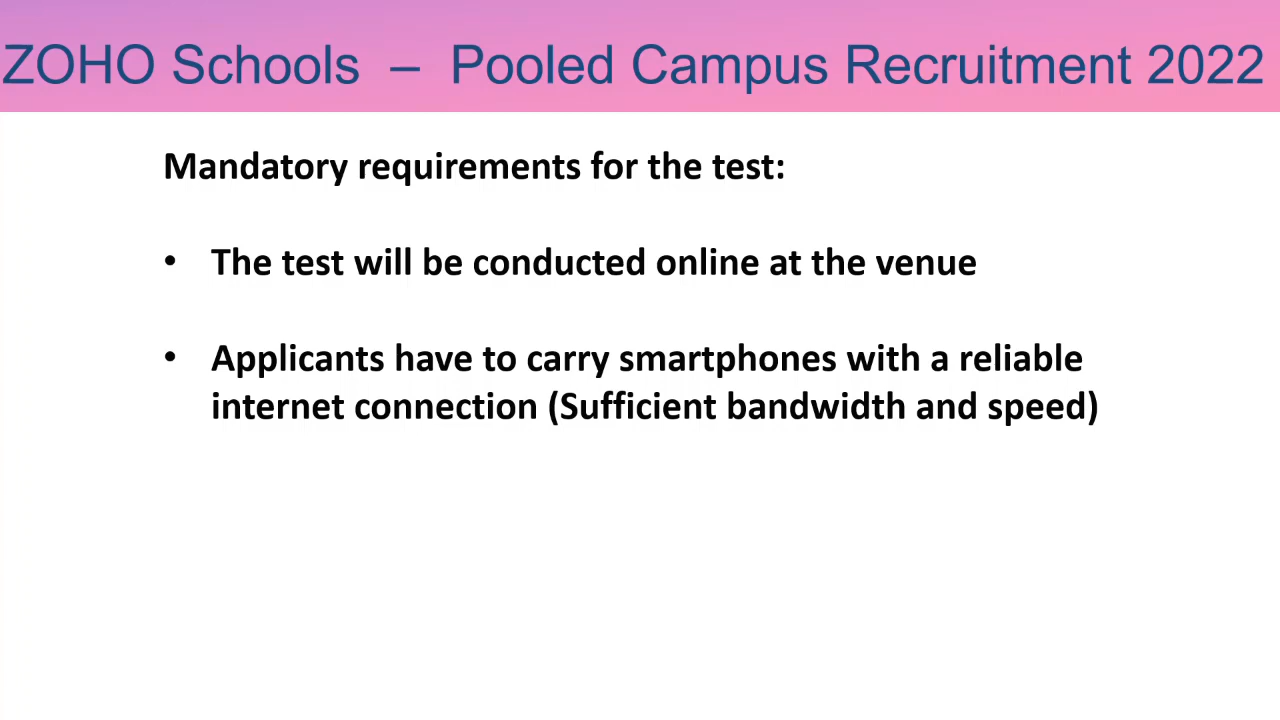 ZOHO Schools – Pooled Campus Recruitment 2022
Mandatory requirements for the test:
• The test will be conducted online at the venue
• Applicants have to carry smartphones with a reliable
internet connection (Sufficient bandwidth and speed)